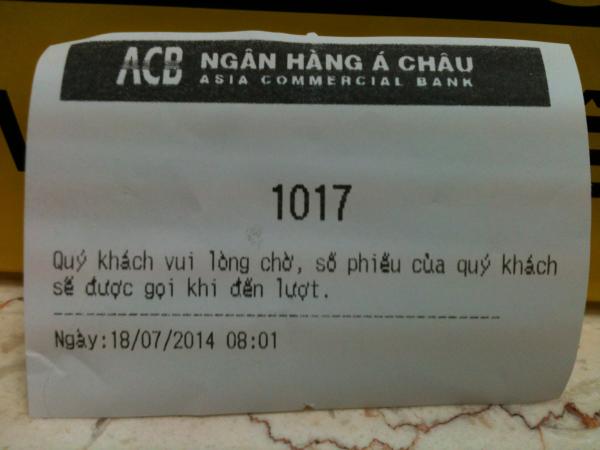 ACB NGÂN HÀNG Á CHÂU
ASIA COMMERCIAL BANK
1017
Quý khách vui lòng chờ, số phiếu của quý khách
sẽ được gọi khi đến lượt.
Ngày:18/07/2014 08:01